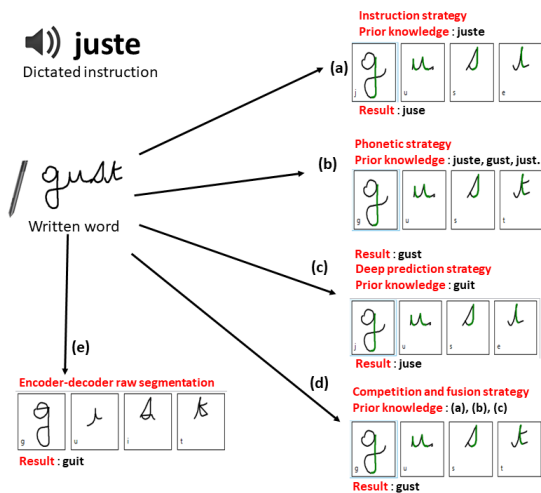 juste
Dictated instruction
gust
Written word
(a)
Instruction strategy
Prior knowledge : juste
j u s e
Result : juse
(b)
Phonetic strategy
Prior knowledge : juste, gust, just.
g u s t
Result : gust
(c)
Deep prediction strategy
Prior knowledge : guit
j u s e
Result : juse
(d)
Competition and fusion strategy
Prior knowledge : (a), (b), (c)
g u s t
Result : gust
(e)
Encoder-decoder raw segmentation
g u i t
Result : guit